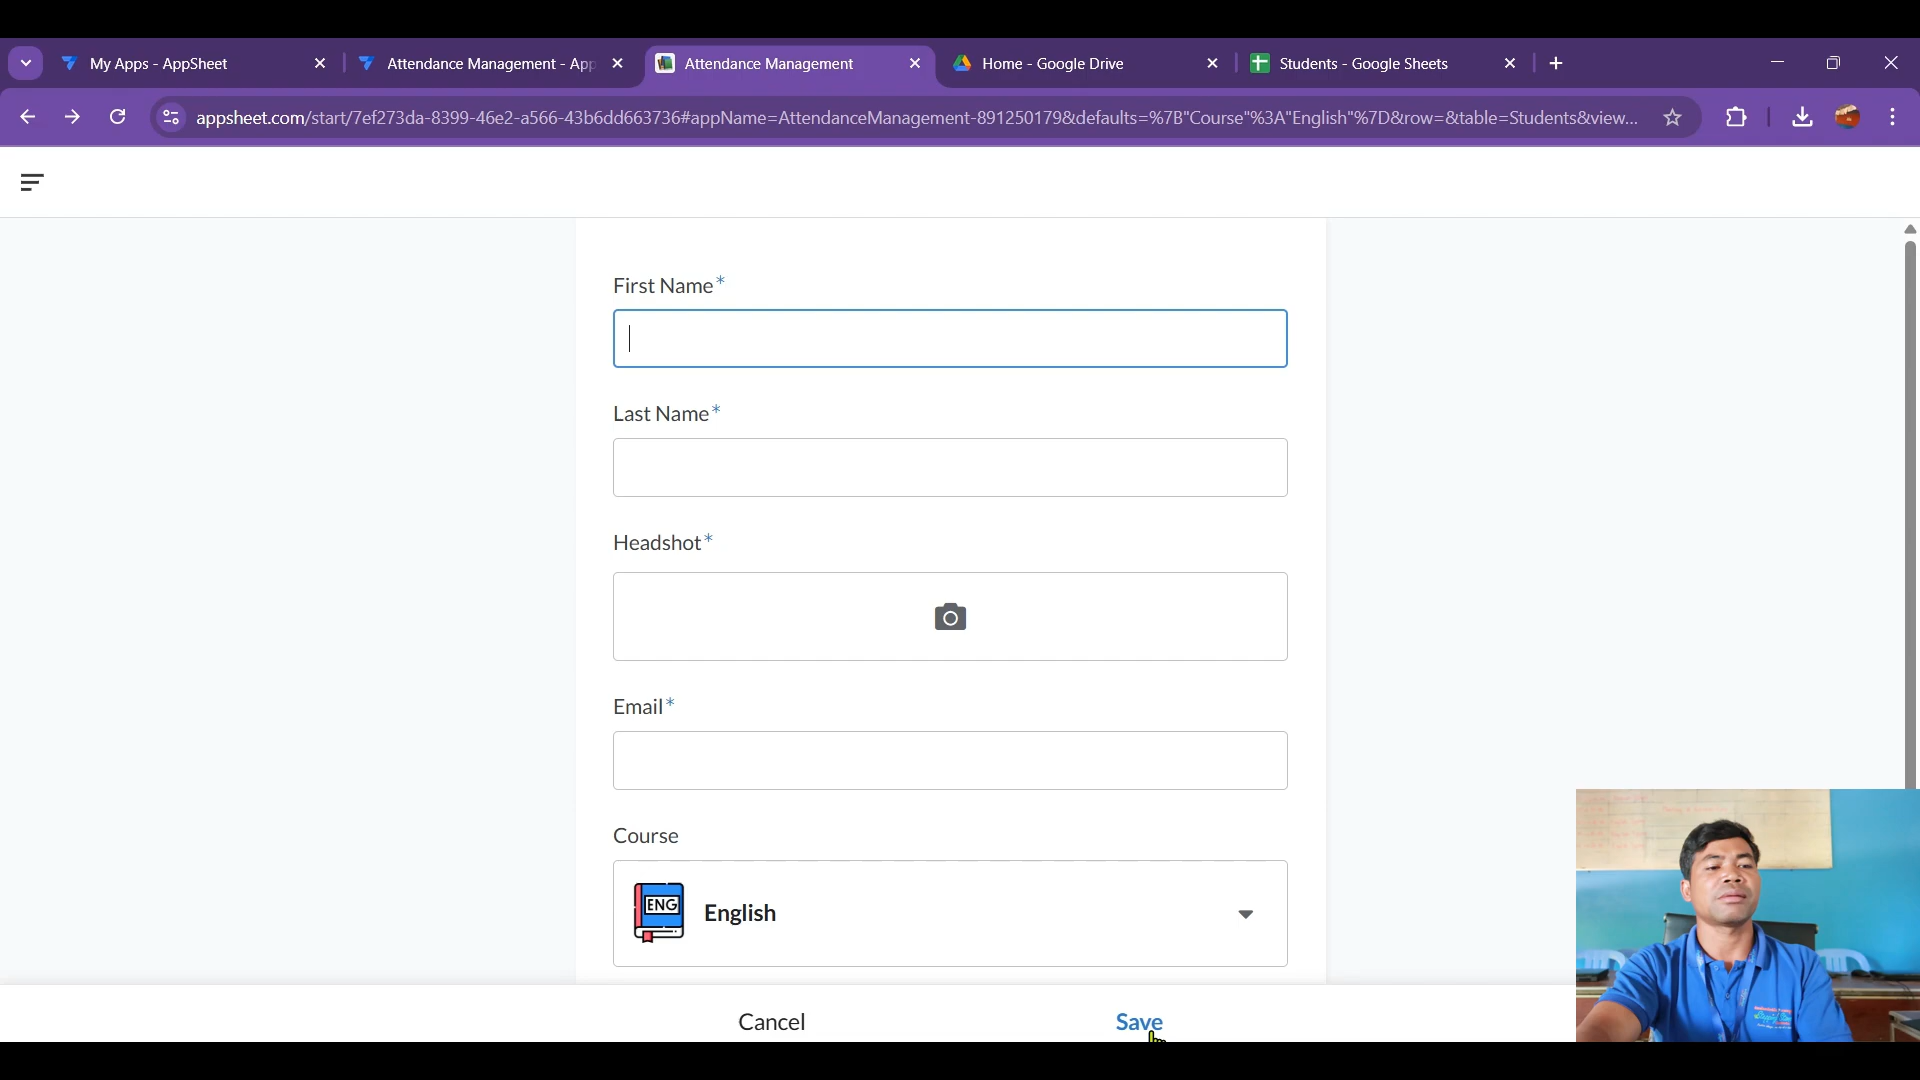 My Apps - AppSheet
Attendance Management - App
Attendance Management
Home - Google Drive
Students - Google Sheets
appsheet.com/start/7ef273da-8399-46e2-a566-43b6dd663736#appName=AttendanceManagement-891250179&defaults=%7B"Course"%3A"English"%7D&row=&table=Students&view...
First Name*
Last Name*
Headshot*
Email*
Course
ENG
English
Cancel
Save